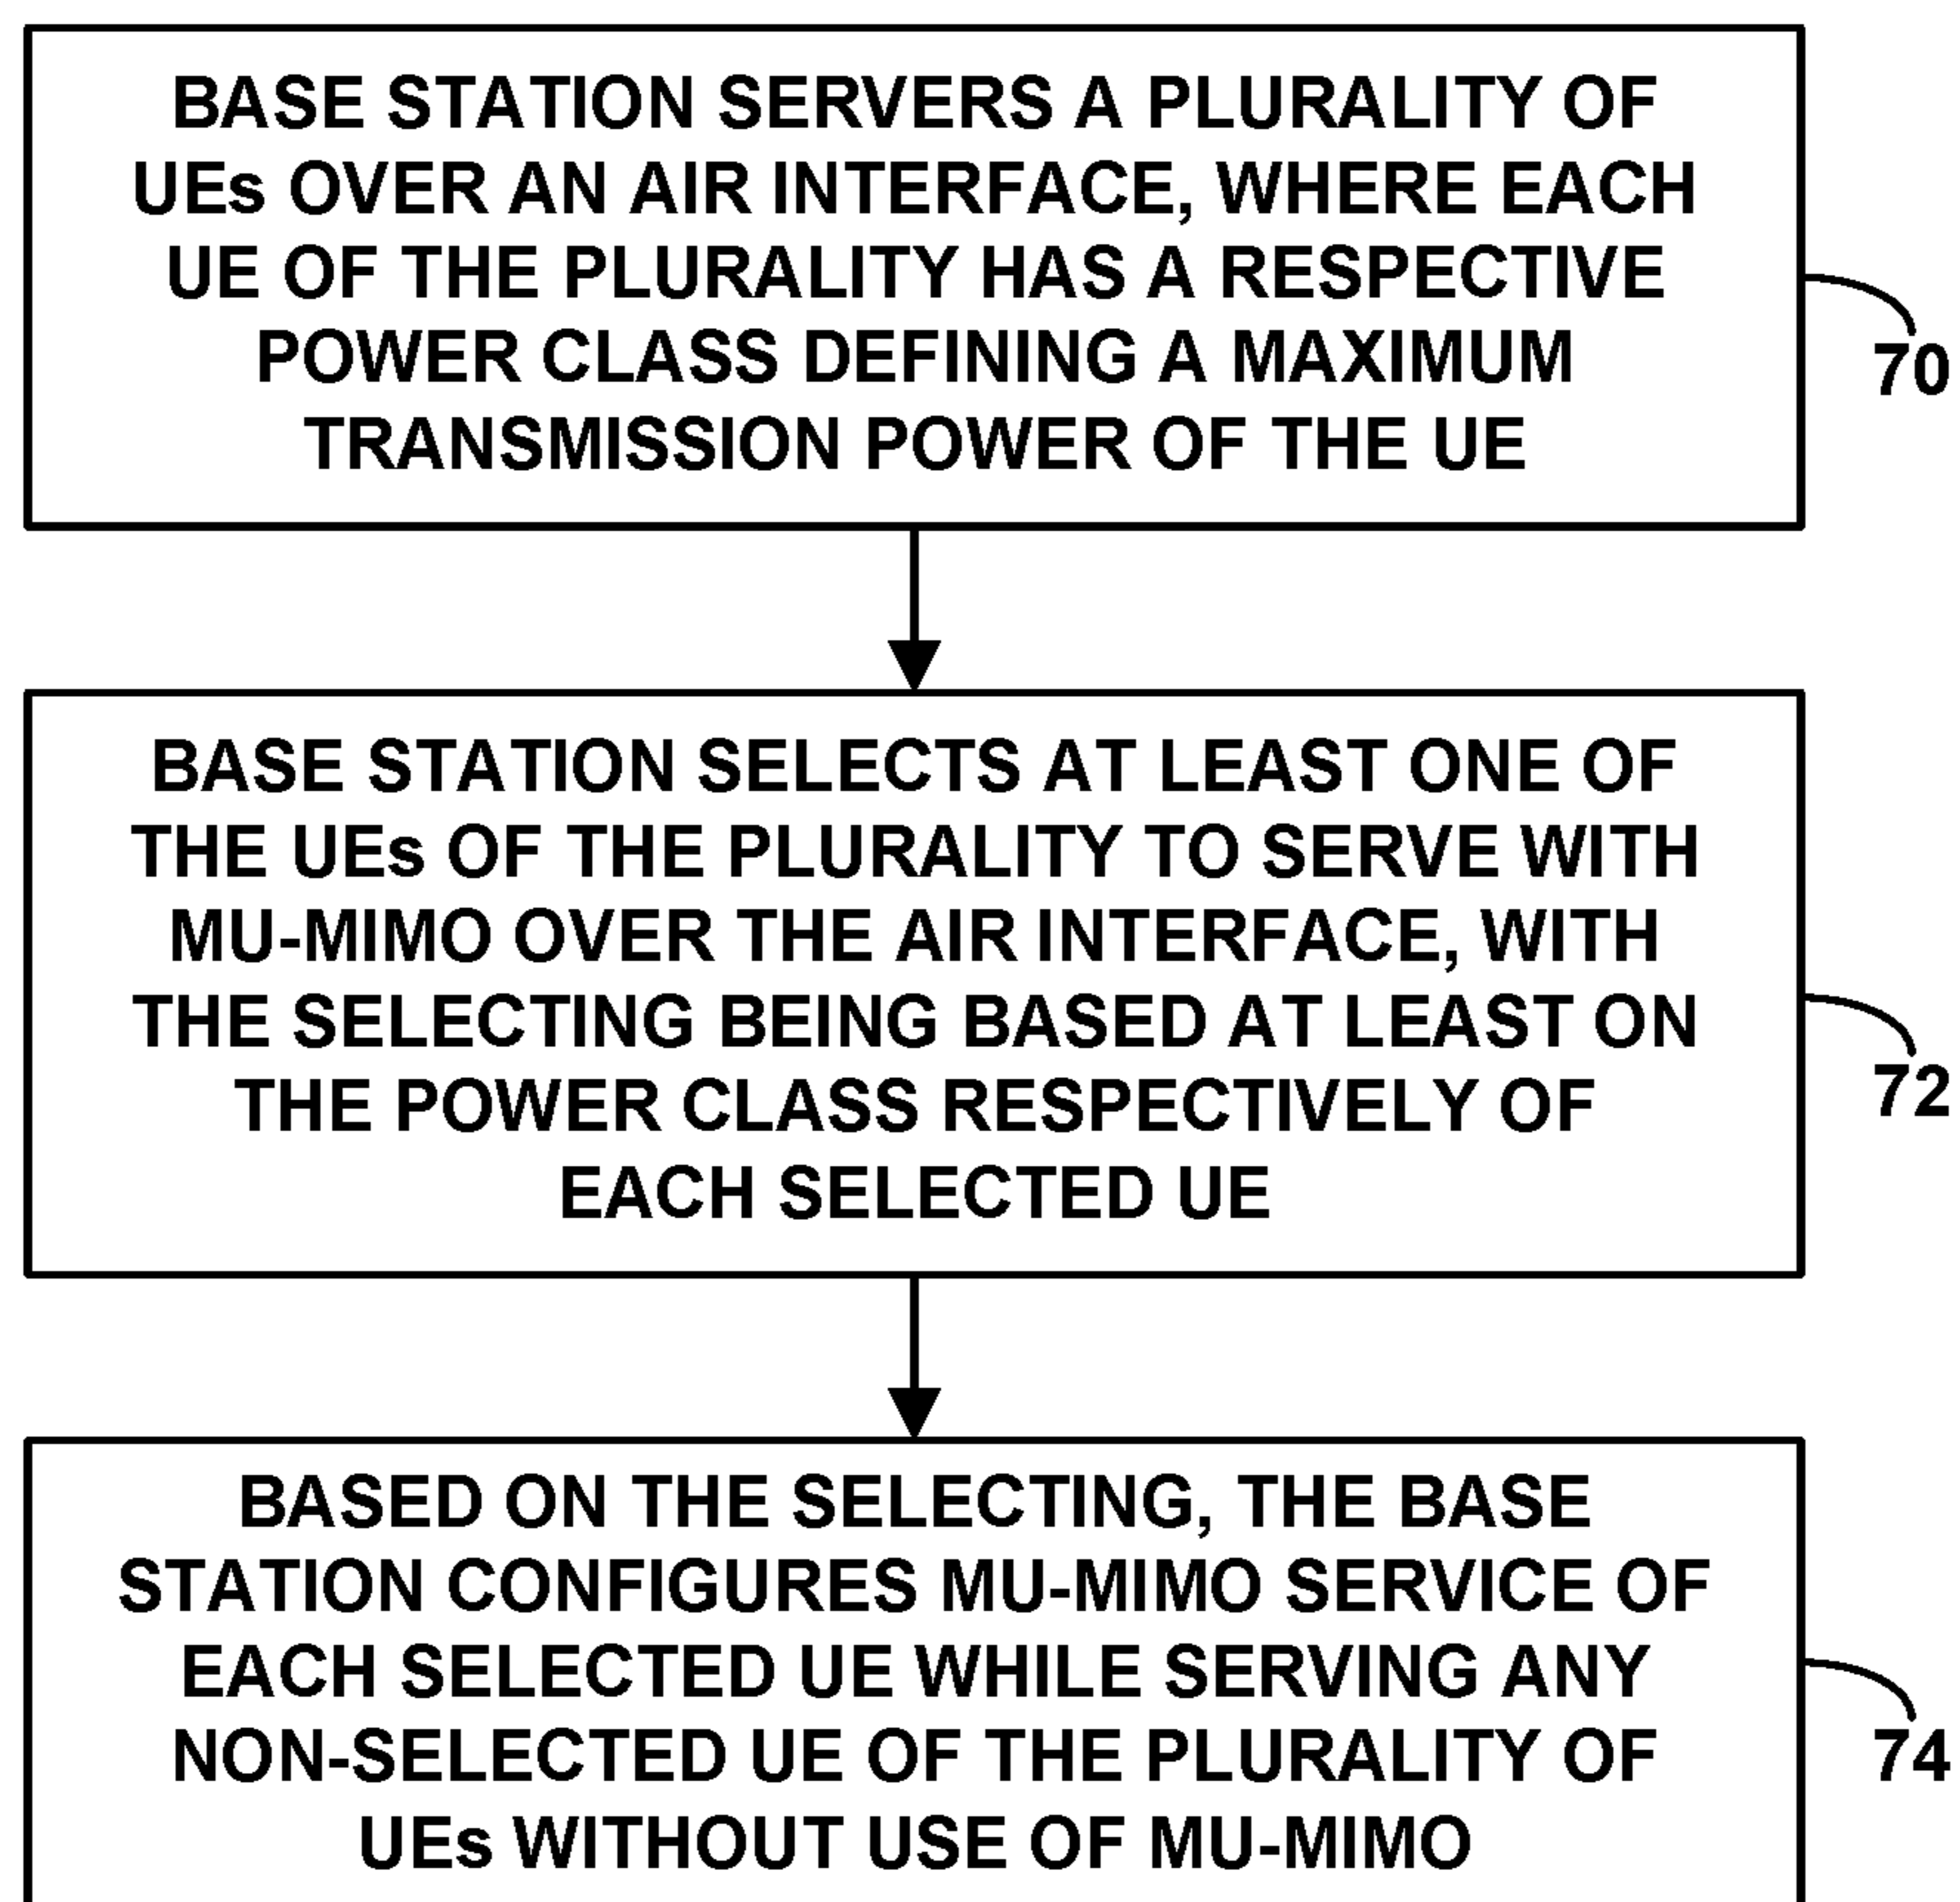 BASE STATION SERVERS A PLURALITY OF
UEs OVER AN AIR INTERFACE, WHERE EACH
UE OF THE PLURALITY HAS A RESPECTIVE
POWER CLASS DEFINING A MAXIMUM
TRANSMISSION POWER OF THE UE
70
BASE STATION SELECTS AT LEAST ONE OF
THE UEs OF THE PLURALITY TO SERVE WITH
MU-MIMO OVER THE AIR INTERFACE, WITH
THE SELECTING BEING BASED AT LEAST ON
THE POWER CLASS RESPECTIVELY OF
EACH SELECTED UE
72
BASED ON THE SELECTING, THE BASE
STATION CONFIGURES MU-MIMO SERVICE OF
EACH SELECTED UE WHILE SERVING ANY
NON-SELECTED UE OF THE PLURALITY OF
UEs WITHOUT USE OF MU-MIMO
74